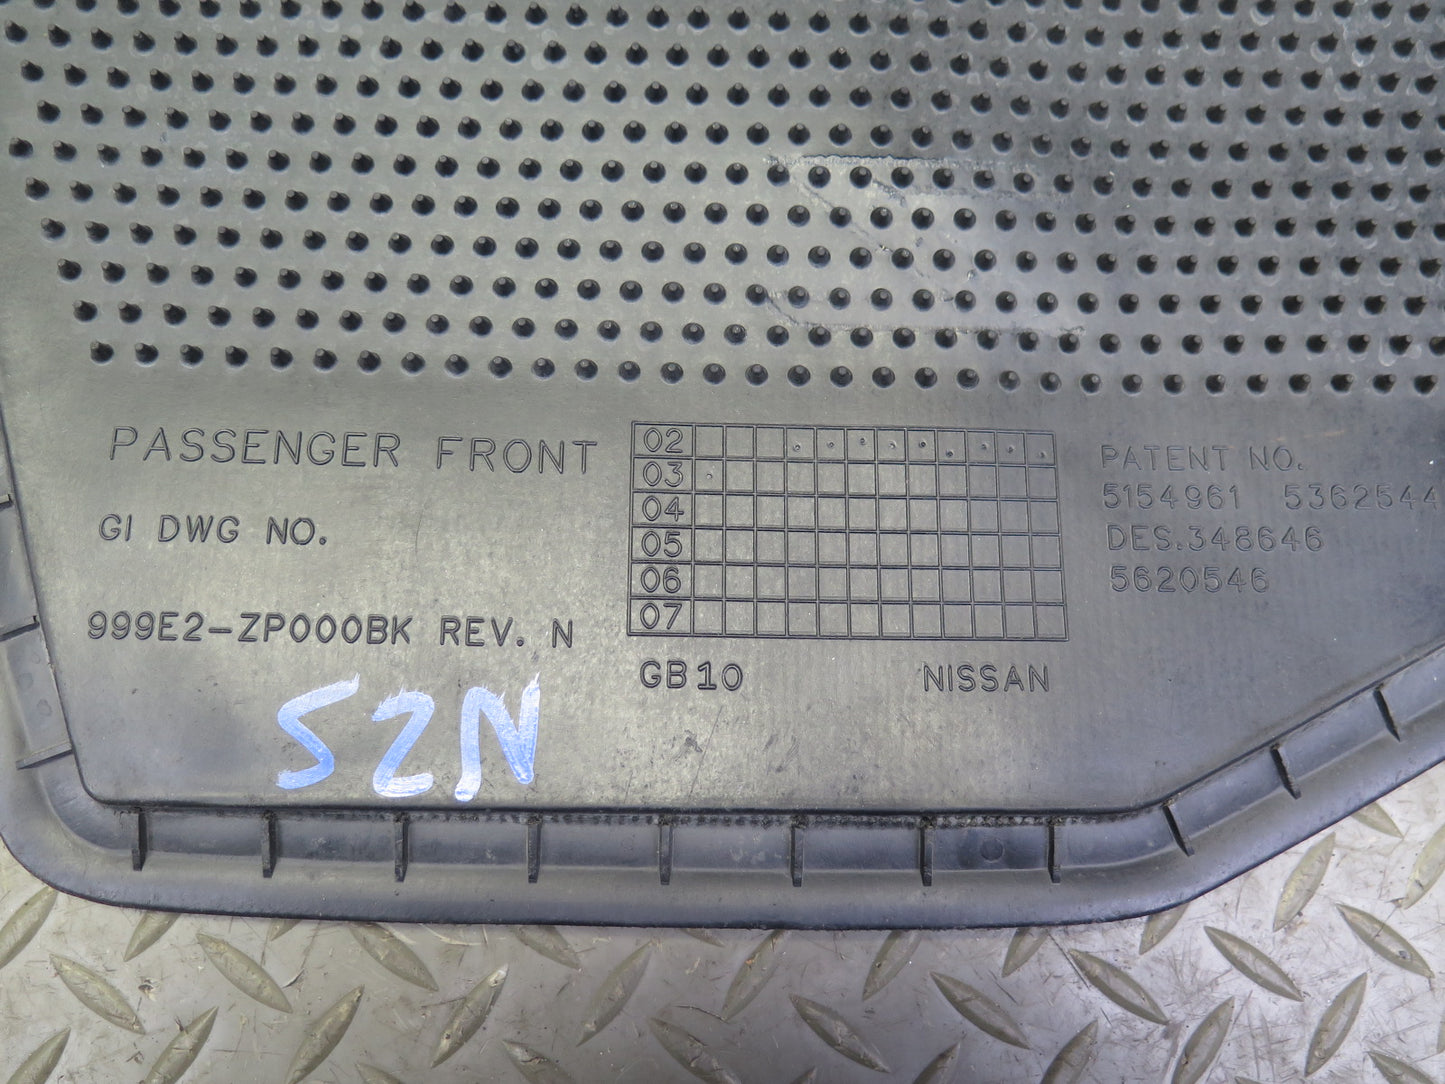 PASSENGER FRONT
GI DWG NO.
999E2-ZP000BK REV. N
S2N
02
03
04
05
06
07
GB10 NISSAN
PATENT NO.
5154961 5362544
DES.348646
5620546